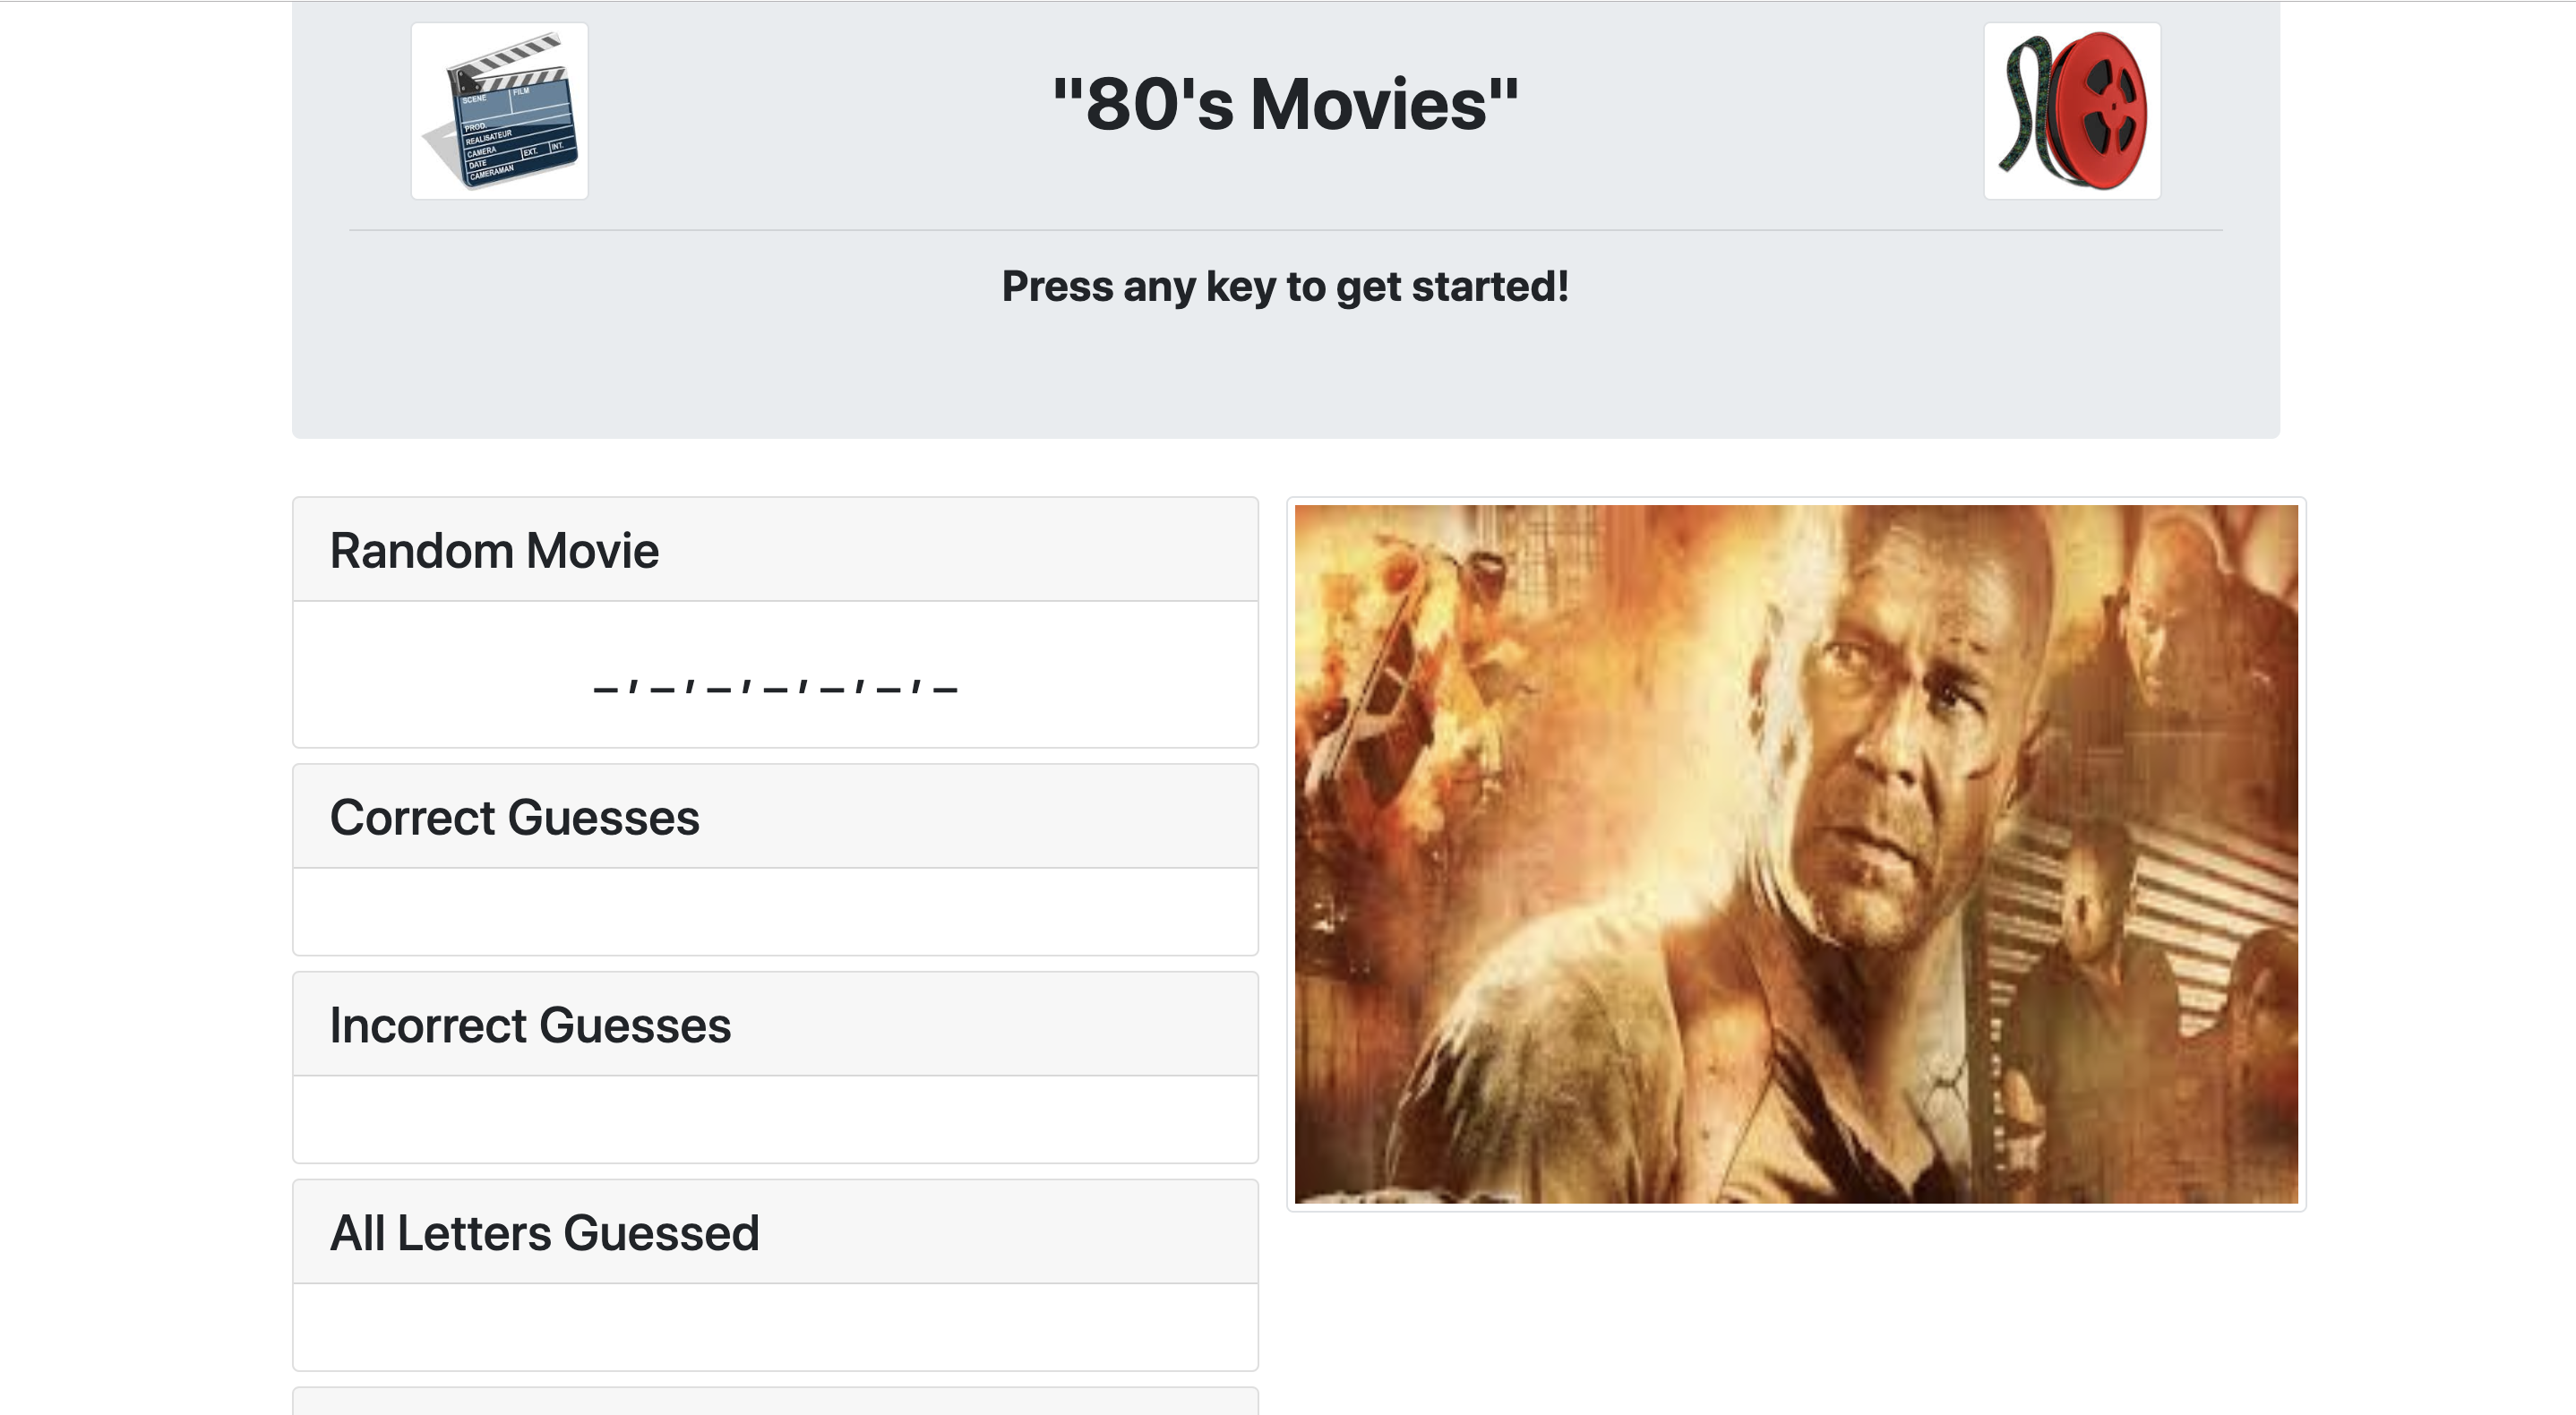 SCENE FILM
PROD.
REALISATEUR
CAMERA
DATE EXT. INT.
CAMERAMAN
"80's Movies"
Press any key to get started!
Random Movie
_,_,_,_,_,_,_
Correct Guesses
Incorrect Guesses
All Letters Guessed